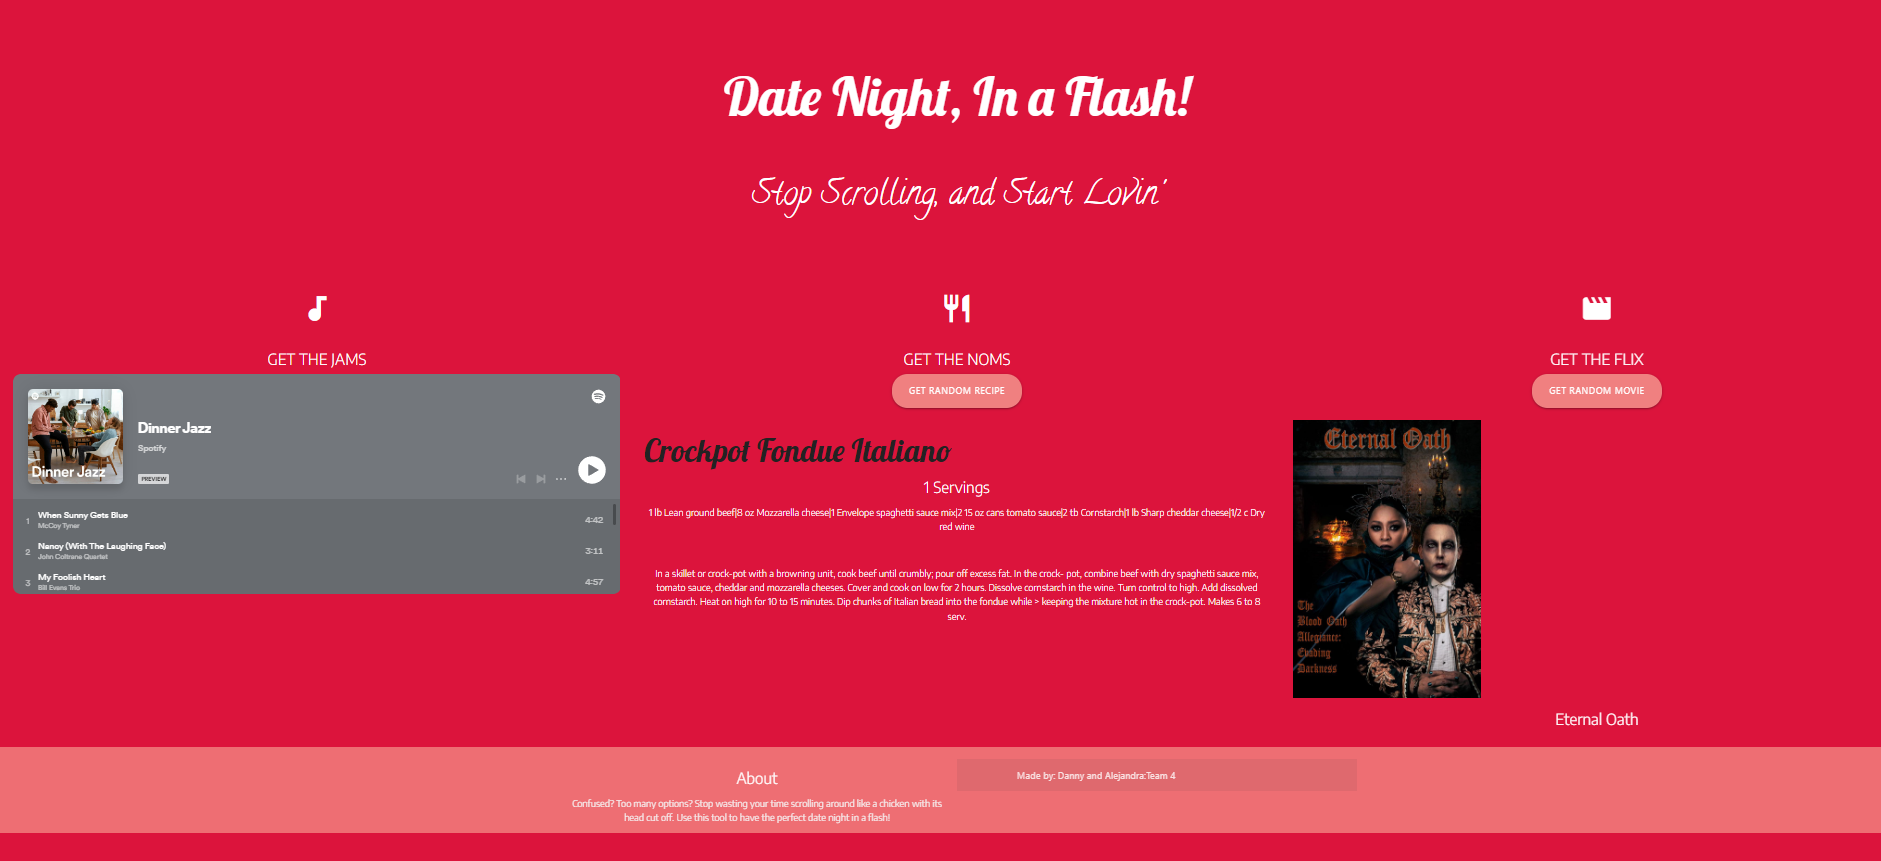 Date Night, In a Flash!
Stop Scrolling, and Start Lovin'
GET THE JAMS
Dinner Jazz
Dinner Jazz
Spotify
PREVIEW
1 When Sunny Gets Blue 4:42
McCoy Tyner
2 Nancy (With The Laughing Face) 3:11
John Coltrane Quartet
3 My Foolish Heart 4:57
Bill Evans Trio
GET THE NOMS
GET RANDOM RECIPE
Crockpot Fondue Italiano
1 Servings
1 lb Lean ground beef|8 oz Mozzarella cheese|1 Envelope spaghetti sauce mix|2 15 oz cans tomato sauce|2 tb Cornstarch|1 lb Sharp cheddar cheese|1/2 c Dry
red wine
In a skillet or crock-pot with a browning unit, cook beef until crumbly; pour off excess fat. In the crock- pot, combine beef with dry spaghetti sauce mix,
tomato sauce, cheddar and mozzarella cheeses. Cover and cook on low for 2 hours. Dissolve cornstarch in the wine. Turn control to high. Add dissolved
cornstarch. Heat on high for 10 to 15 minutes. Dip chunks of Italian bread into the fondue while > keeping the mixture hot in the crock-pot. Makes 6 to 8
serv.
GET THE FLIX
GET RANDOM MOVIE
Eternal Oath
The
Blood Oath
Allegiance:
Evading
Darkness
Eternal Oath
About
Confused? Too many options? Stop wasting your time scrolling around like a chicken with its
head cut off. Use this tool to have the perfect date night in a flash!
Made by: Danny and Alejandra:Team 4